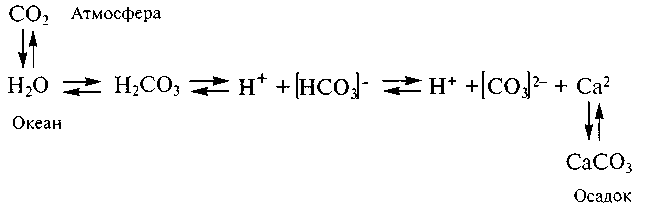 CO₂ Атмосфера
H₂O ⇌ H₂CO₃ ⇌ H⁺ + [HCO₃]⁻ ⇌ H⁺ + [CO₃]²⁻ + Ca²
Океан
CaCO₃
Осадок